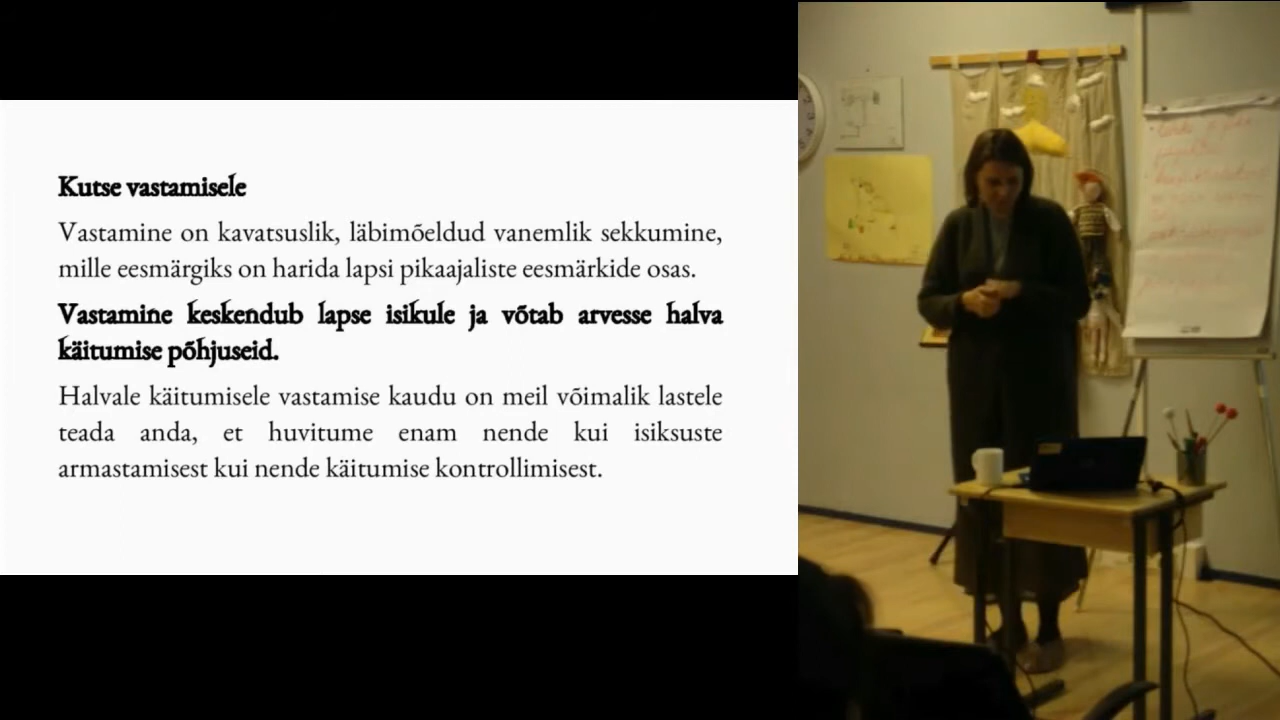 Kutse vastamisele
Vastamine on kavatsuslik, läbimõeldud vanemlik sekkumine,
mille eesmärgiks on harida lapsi pikaajaliste eesmärkide osas.
Vastamine keskendub lapse isikule ja võtab arvesse halva
käitumise põhjuseid.
Halvale käitumisele vastamise kaudu on meil võimalik lastele
teada anda, et huvitume enam nende kui isiksuste
armastamisest kui nende käitumise kontrollimisest.